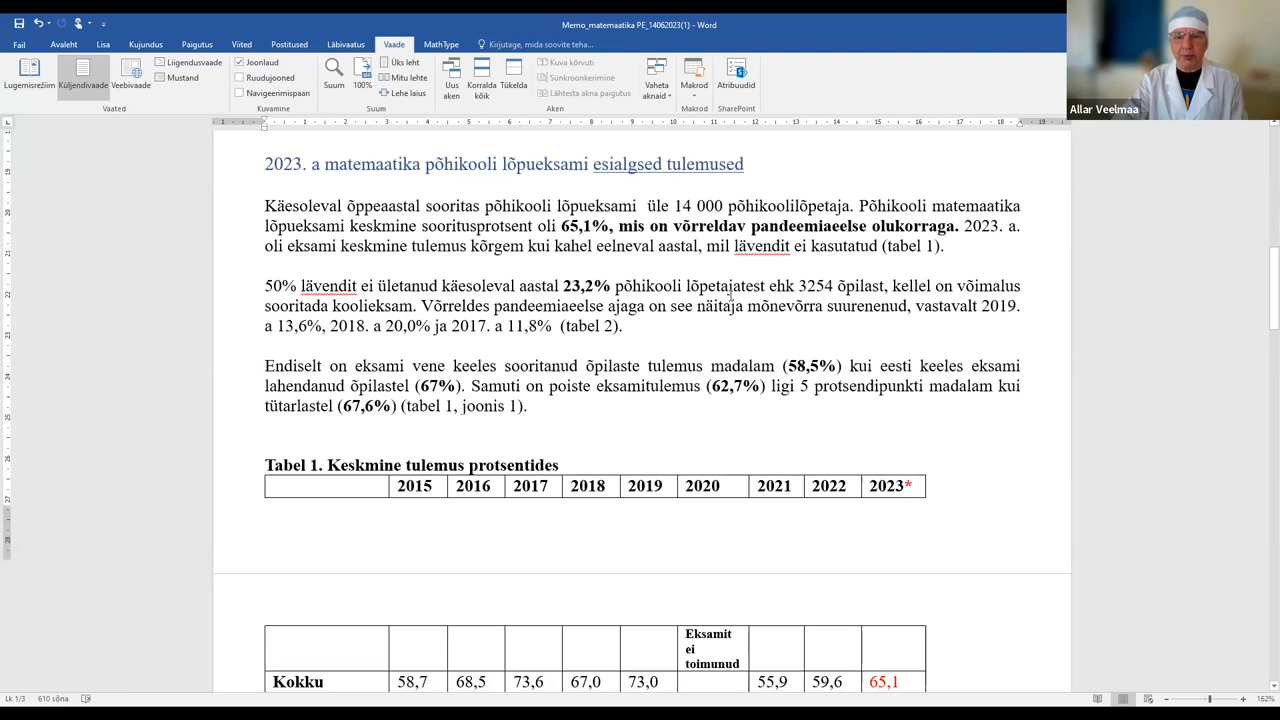 Memo_matemaatika PE_14062023(1) - Word
Allar Veelmaa
Fail Avaleht Lisa Kujundus Paigutus Viited Postitused Läbivaatus Vaade MathType Kirjutage, mida soovite teha...
Lugemisrežiim Küljendivaade Veebivaade Liigendusvaade Mustand
Vaated
Joonlaud
Ruudujooned
Navigeerimispaan
Kuvamine
Suum 100% Üks leht
Mitu lehte
Lehe laius
Suum
Uus aken Korralda kõik Tükelda
Kuva kõrvuti
Sünkroonkerimine
Lähtesta akna paigutus
Vaheta aknaid
Aken
Makrod
Makrod
Atribuudid
SharePoint
2023. a matemaatika põhikooli lõpueksami esialgsed tulemused
Käesoleval õppeaastal sooritas põhikooli lõpueksami üle 14 000 põhikoolilõpetaja. Põhikooli matemaatika
lõpueksami keskmine sooritusprotsent oli 65,1%, mis on võrreldav pandeemiaeelse olukorraga. 2023. a.
oli eksami keskmine tulemus kõrgem kui kahel eelneval aastal, mil lävendit ei kasutatud (tabel 1).
50% lävendit ei ületanud käesoleval aastal 23,2% põhikooli lõpetajatest ehk 3254 õpilast, kellel on võimalus
sooritada koolieksam. Võrreldes pandeemiaeelse ajaga on see näitaja mõnevõrra suurenenud, vastavalt 2019.
a 13,6%, 2018. a 20,0% ja 2017. a 11,8% (tabel 2).
Endiselt on eksami vene keeles sooritanud õpilaste tulemus madalam (58,5%) kui eesti keeles eksami
lahendanud õpilastel (67%). Samuti on poiste eksamitulemus (62,7%) ligi 5 protsendipunkti madalam kui
tütarlastel (67,6%) (tabel 1, joonis 1).
Tabel 1. Keskmine tulemus protsentides
2015 2016 2017 2018 2019 2020 2021 2022 2023*
Eksamit
ei
toimunud
Kokku 58,7 68,5 73,6 67,0 73,0 55,9 59,6 65,1
Lk 1/3 610 sõna
162%